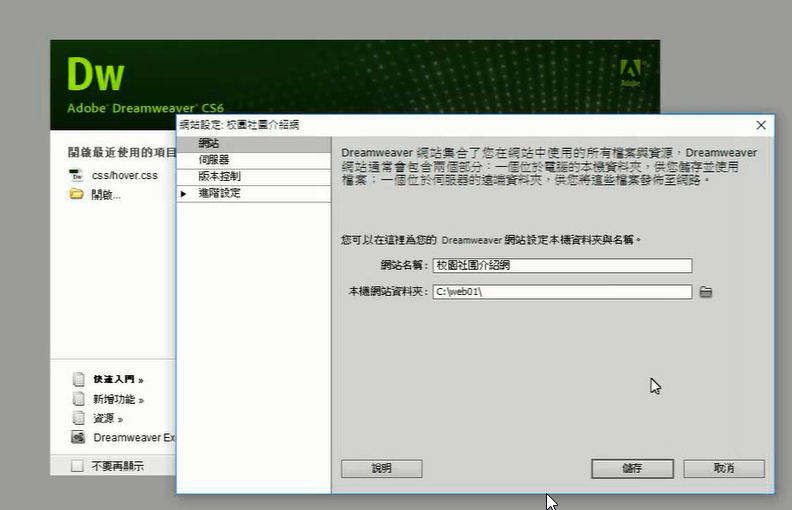 Dw
Adobe
Adobe® Dreamweaver® CS6
網站設定: 校園社團介紹網
開啟最近使用的項目
css/hover.css
開啟...
快速入門 »
新增功能 »
資源 »
Dreamweaver Ex
不要再顯示
網站
伺服器
版本控制
進階設定
Dreamweaver 網站集合了您在網站中使用的所有檔案與資源，Dreamweaver
網站通常會包含兩個部分：一個位於電腦的本機資料夾，供您儲存並使用
檔案；一個位於伺服器的遠端資料夾，供您將這些檔案發佈至網路。
您可以在這裡為您的 Dreamweaver 網站設定本機資料夾與名稱。
網站名稱: 校園社團介紹網
本機網站資料夾: C:\web01\
說明
儲存
取消